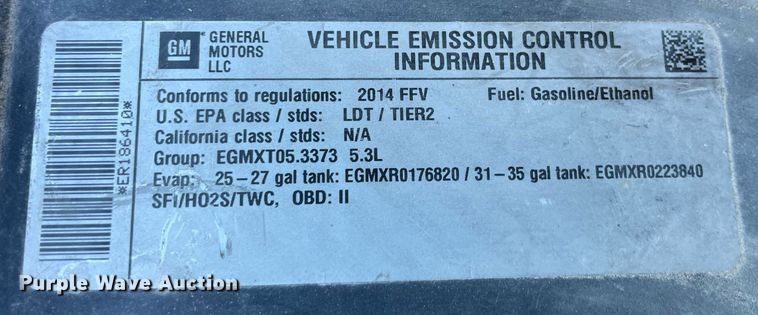 GM
GENERAL
MOTORS
LLC
VEHICLE EMISSION CONTROL
INFORMATION
Conforms to regulations: 2014 FFV Fuel: Gasoline/Ethanol
U.S. EPA class / stds: LDT / TIER2
California class / stds: N/A
Group: EGMXT05.3373 5.3L
Evap: 25-27 gal tank: EGMXR0176820 / 31-35 gal tank: EGMXR0223840
SFI/HO2S/TWC, OBD: II
*ER186410*
Purple Wave Auction